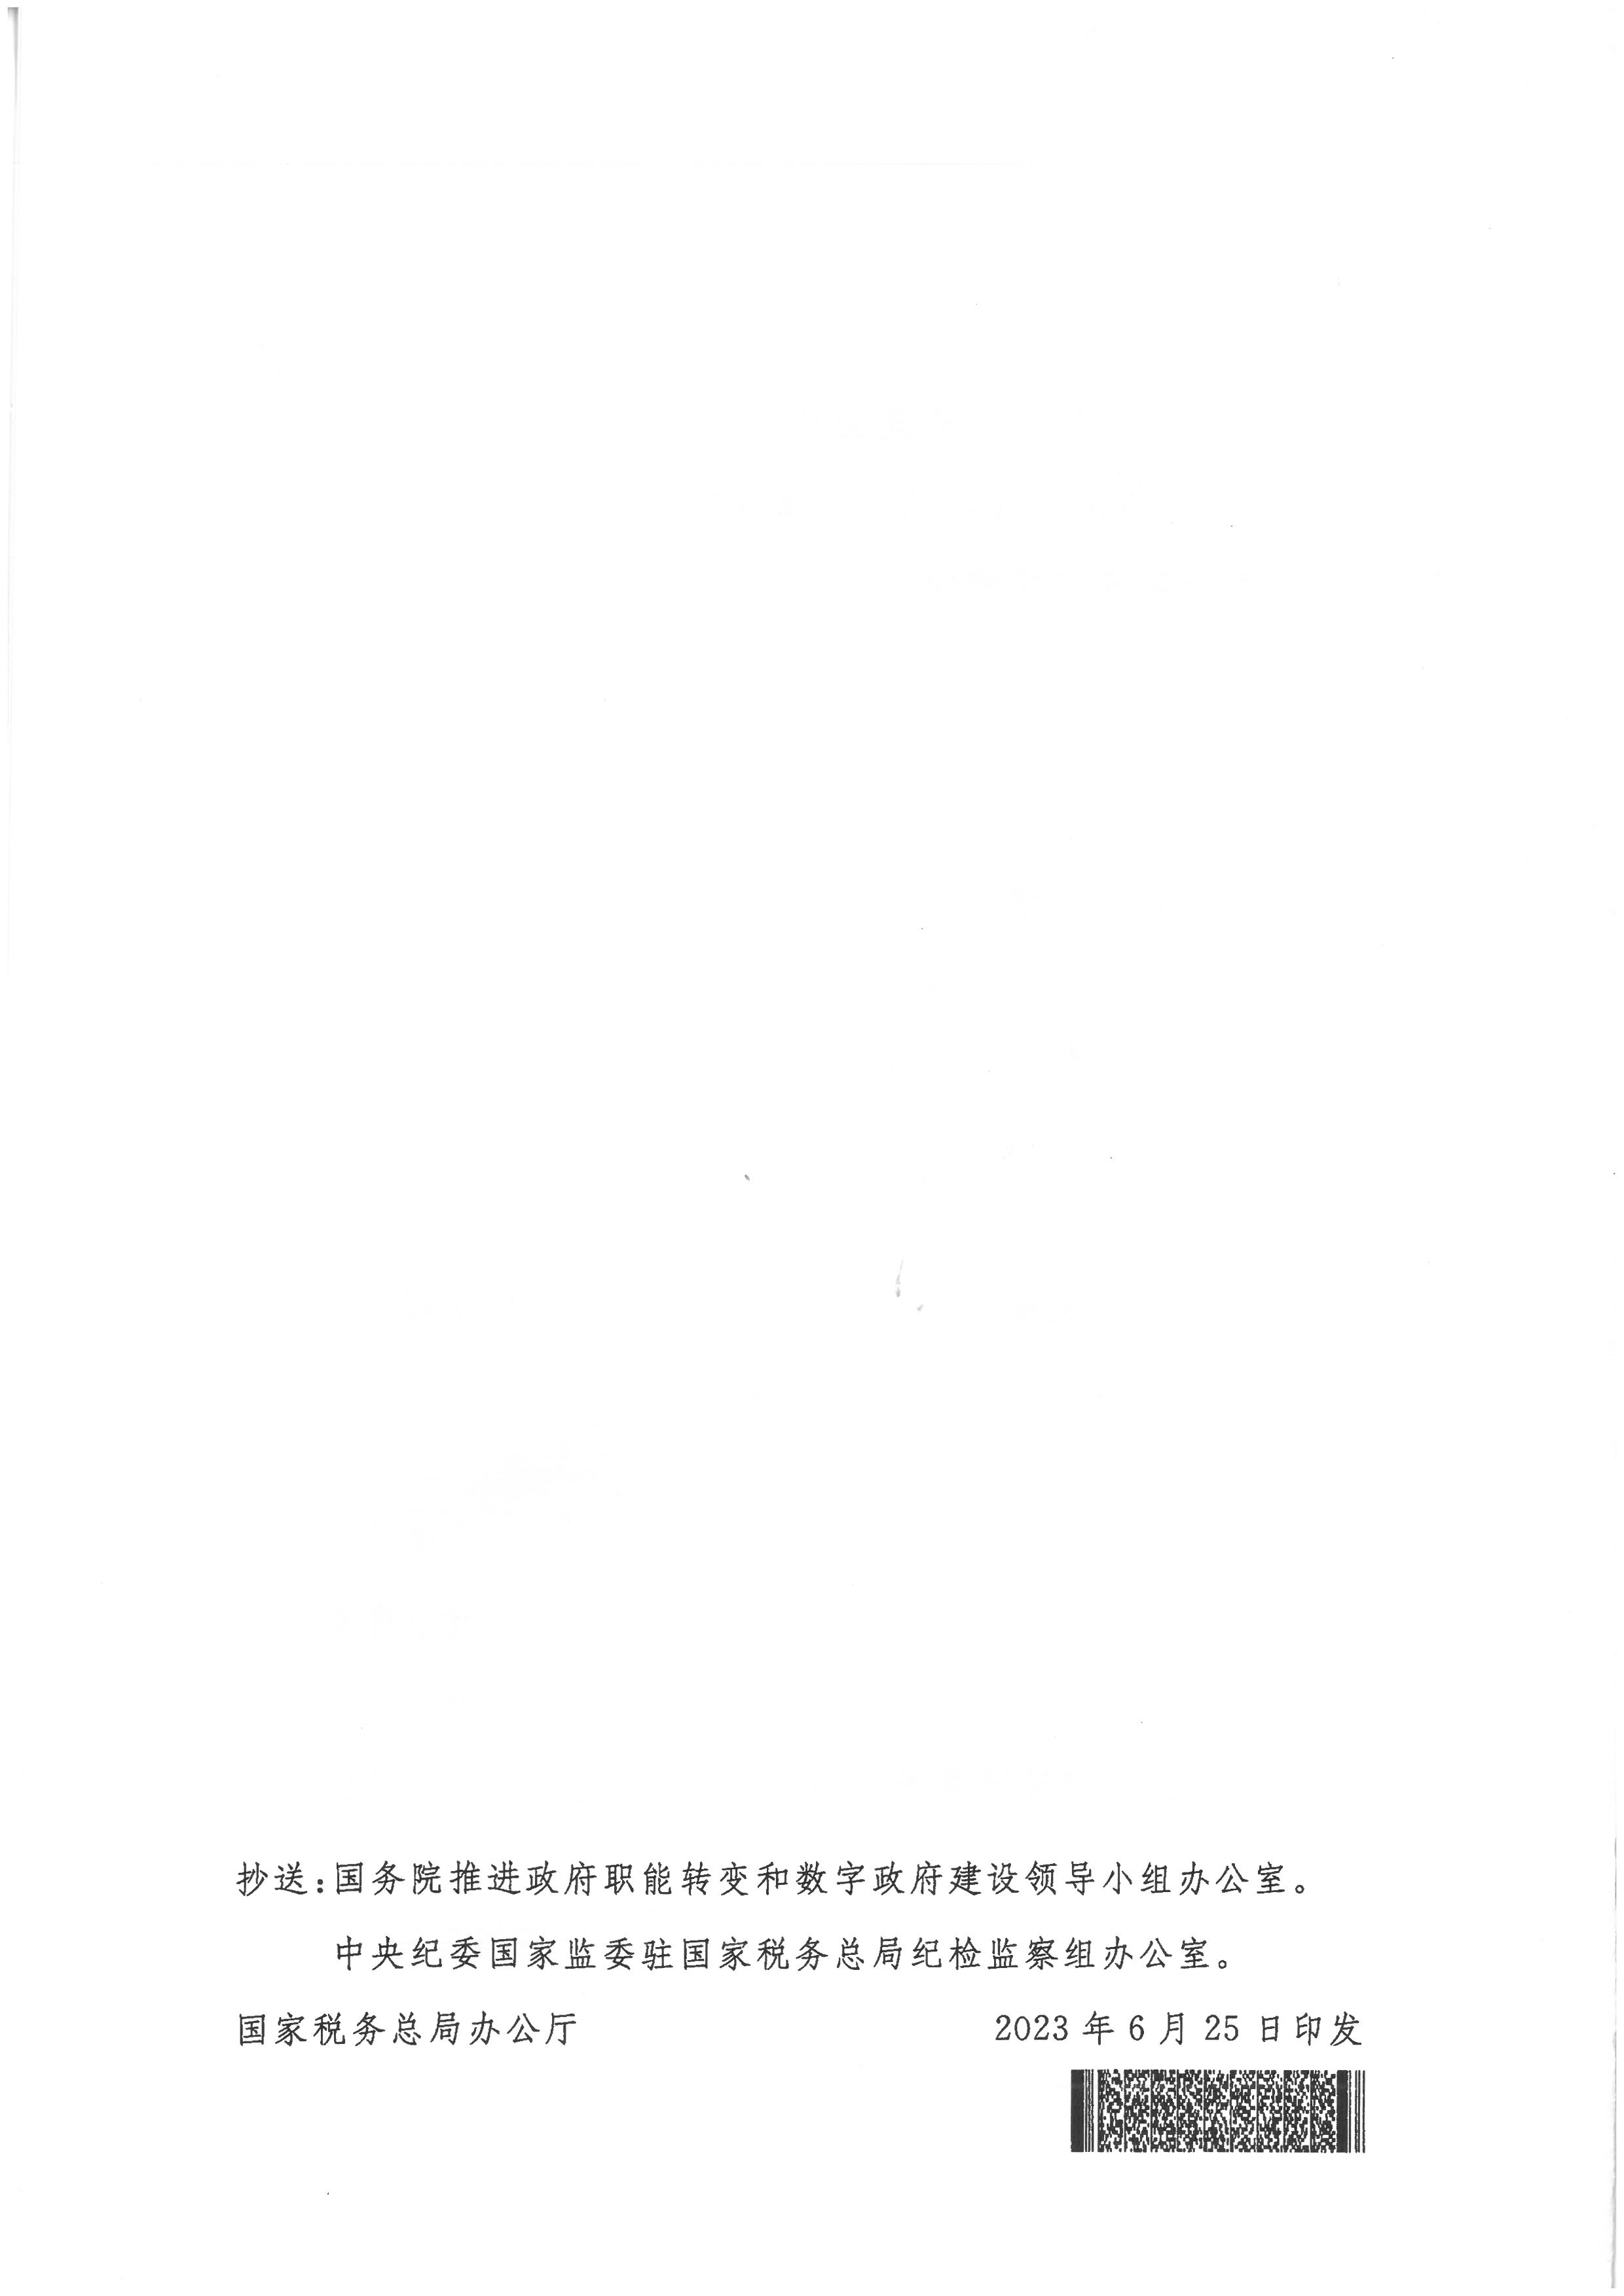 抄送:国务院推进政府职能转变和数字政府建设领导小组办公室。
中央纪委国家监委驻国家税务总局纪检监察组办公室。
国家税务总局办公厅 2023年6月25日印发